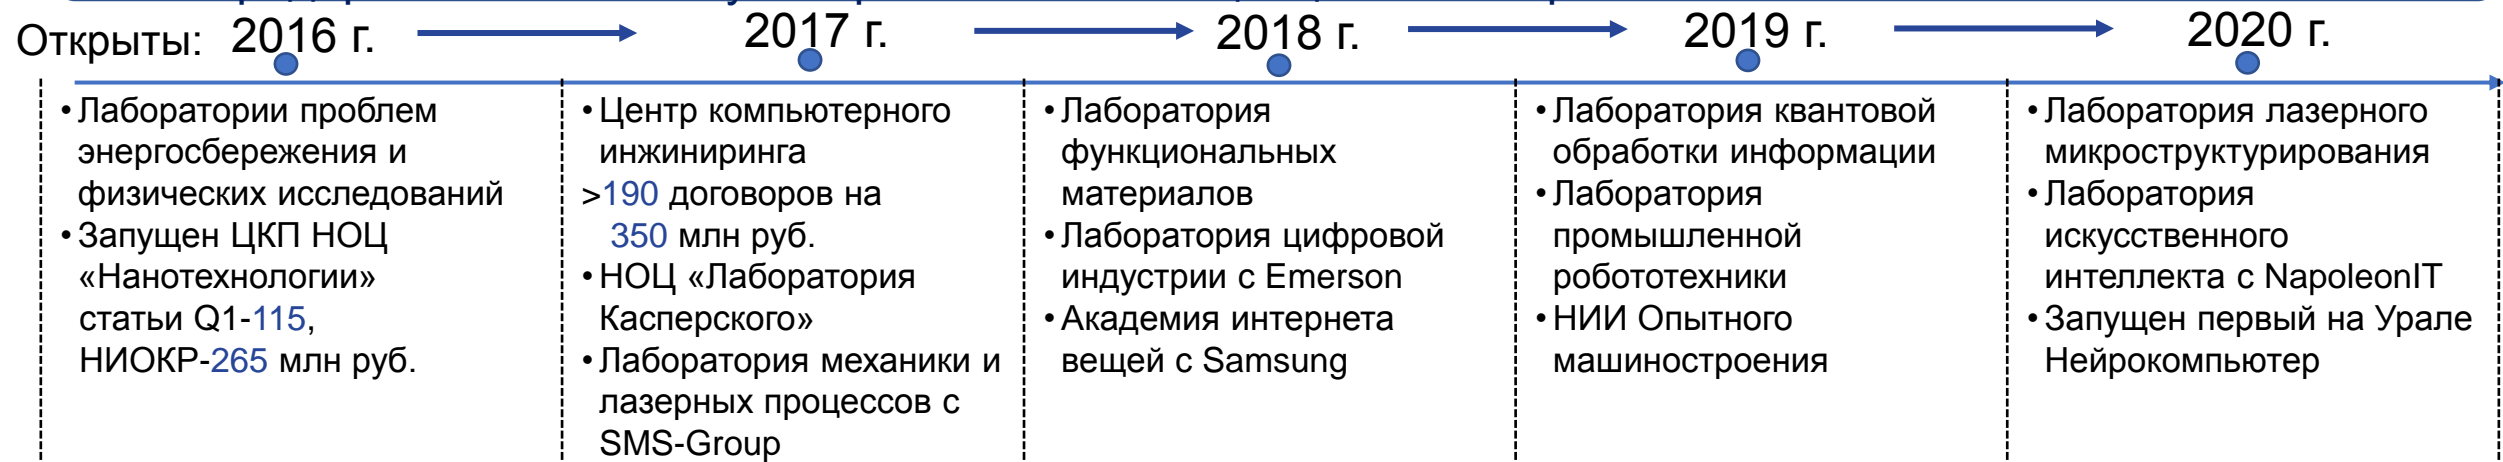 Открыты: 2016 г.
2017 г.
2018 г.
2019 г.
2020 г.
•Лаборатории проблем
энергосбережения и
физических исследований
•Запущен ЦКП НОЦ
«Нанотехнологии»
статьи Q1-115,
НИОКР-265 млн руб.
•Центр компьютерного
инжиниринга
>190 договоров на
350 млн руб.
•НОЦ «Лаборатория
Касперского»
•Лаборатория механики и
лазерных процессов с
SMS-Group
•Лаборатория
функциональных
материалов
•Лаборатория цифровой
индустрии с Emerson
•Академия интернета
вещей с Samsung
•Лаборатория квантовой
обработки информации
•Лаборатория
промышленной
робототехники
•НИИ Опытного
машиностроения
•Лаборатория лазерного
микроструктурирования
•Лаборатория
искусственного
интеллекта с NapoleonIT
•Запущен первый на Урале
Нейрокомпьютер